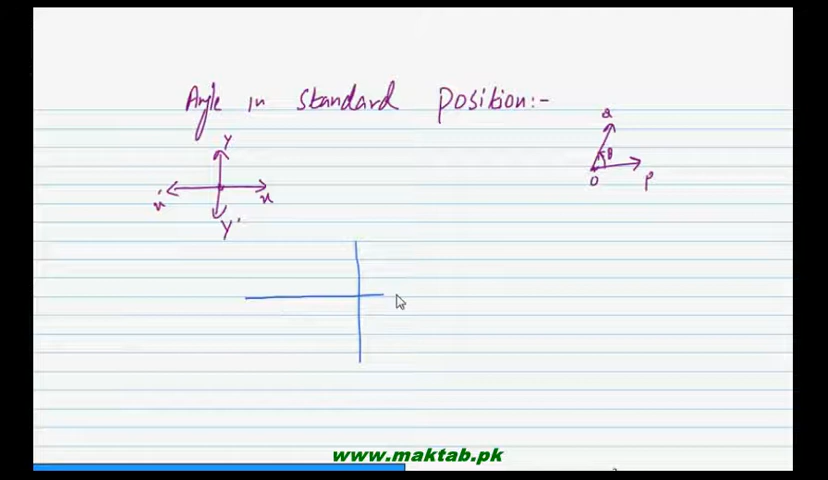 Angle in standard position:-
Q
y
θ
x' x
O P
y'
www.maktab.pk